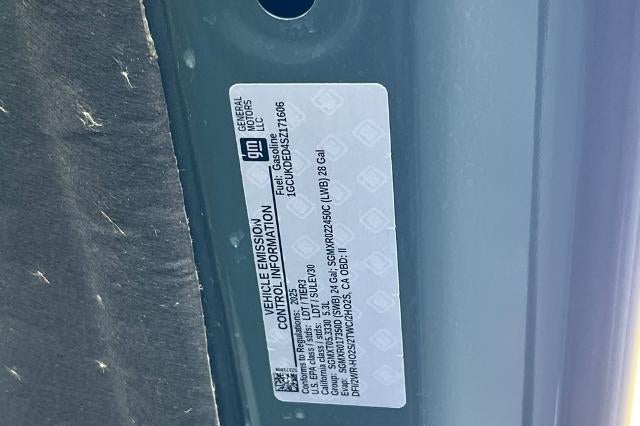 gm
GENERAL
MOTORS
LLC
VEHICLE EMISSION
CONTROL INFORMATION
Fuel: Gasoline
1GCUKDED4SZ171606
Conforms to Regulations: 2025
U.S. EPA class / stds: LDT / TIER3
California class / stds: LDT / SULEV30
Group: SGMXT05.3330 5.3L
Evap: SGMXR017350D (SWB) 24 Gal; SGMXR022450C (LWB) 28 Gal
DFI/2WR-HO2S/2TWC/2HO2S, CA OBD: II